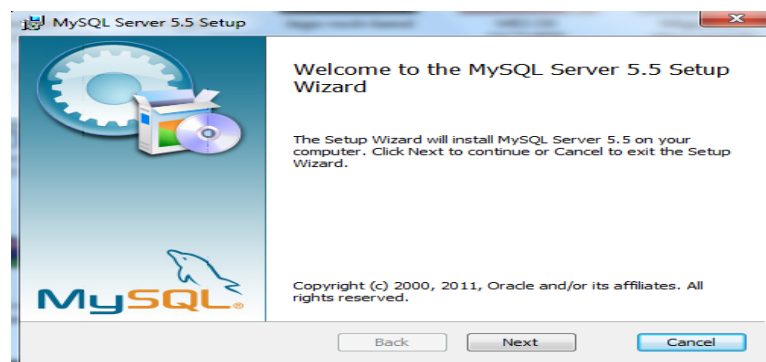 MySQL Server 5.5 Setup
Welcome to the MySQL Server 5.5 Setup
Wizard
The Setup Wizard will install MySQL Server 5.5 on your
computer. Click Next to continue or Cancel to exit the Setup
Wizard.
MySQL®
Copyright (c) 2000, 2011, Oracle and/or its affiliates. All
rights reserved.
Back Next Cancel